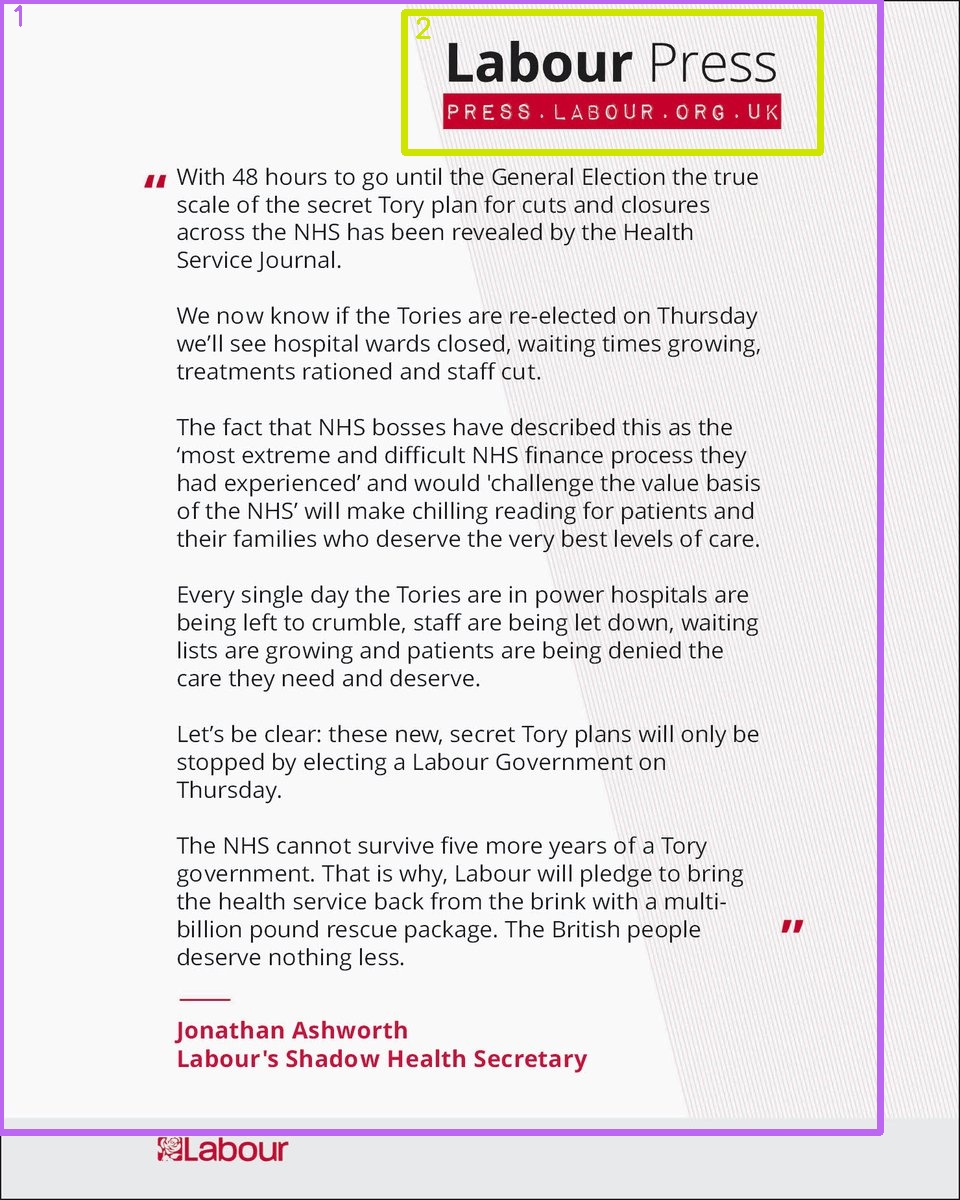 Labour Press
PRESS.LABOUR.ORG.UK
" With 48 hours to go until the General Election the true
scale of the secret Tory plan for cuts and closures
across the NHS has been revealed by the Health
Service Journal.
We now know if the Tories are re-elected on Thursday
we’ll see hospital wards closed, waiting times growing,
treatments rationed and staff cut.
The fact that NHS bosses have described this as the
‘most extreme and difficult NHS finance process they
had experienced’ and would 'challenge the value basis
of the NHS’ will make chilling reading for patients and
their families who deserve the very best levels of care.
Every single day the Tories are in power hospitals are
being left to crumble, staff are being let down, waiting
lists are growing and patients are being denied the
care they need and deserve.
Let’s be clear: these new, secret Tory plans will only be
stopped by electing a Labour Government on
Thursday.
The NHS cannot survive five more years of a Tory
government. That is why, Labour will pledge to bring
the health service back from the brink with a multi-
billion pound rescue package. The British people "
deserve nothing less.
Jonathan Ashworth
Labour's Shadow Health Secretary
Labour
1
2